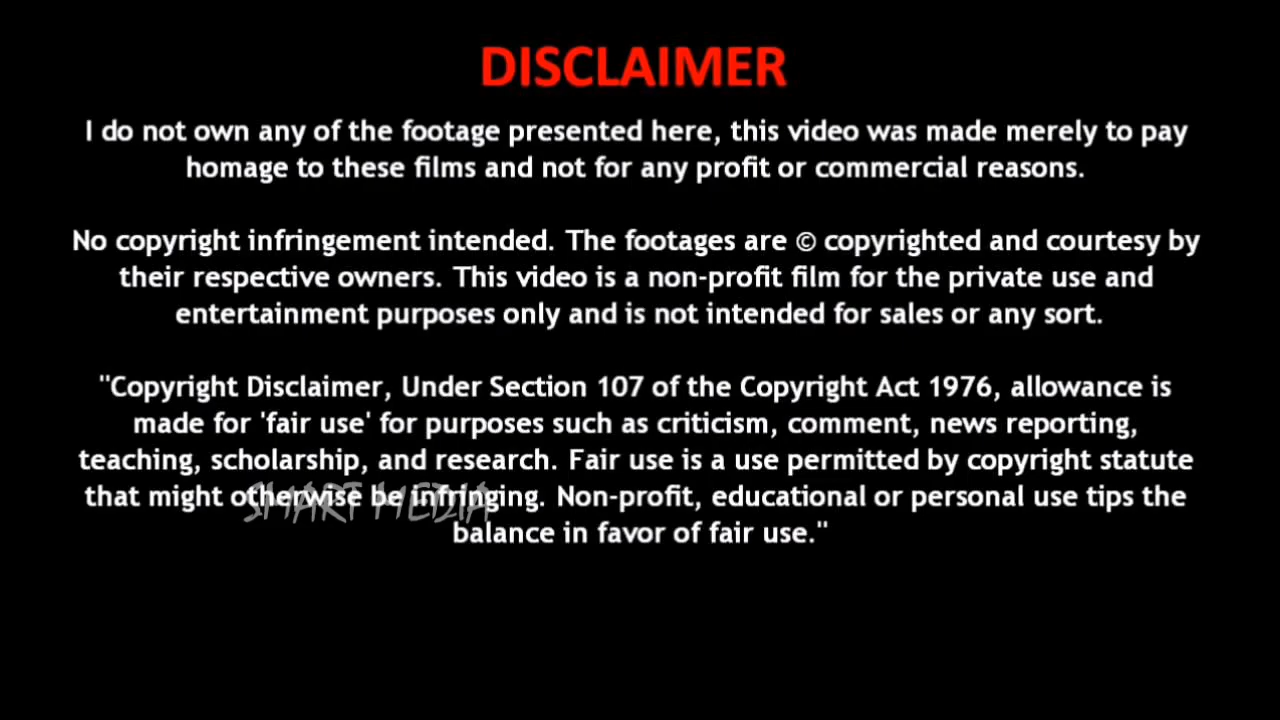 DISCLAIMER
I do not own any of the footage presented here, this video was made merely to pay
homage to these films and not for any profit or commercial reasons.
No copyright infringement intended. The footages are © copyrighted and courtesy by
their respective owners. This video is a non-profit film for the private use and
entertainment purposes only and is not intended for sales or any sort.
"Copyright Disclaimer, Under Section 107 of the Copyright Act 1976, allowance is
made for 'fair use' for purposes such as criticism, comment, news reporting,
teaching, scholarship, and research. Fair use is a use permitted by copyright statute
that might otherwise be infringing. Non-profit, educational or personal use tips the
SMART MEDIA
balance in favor of fair use."